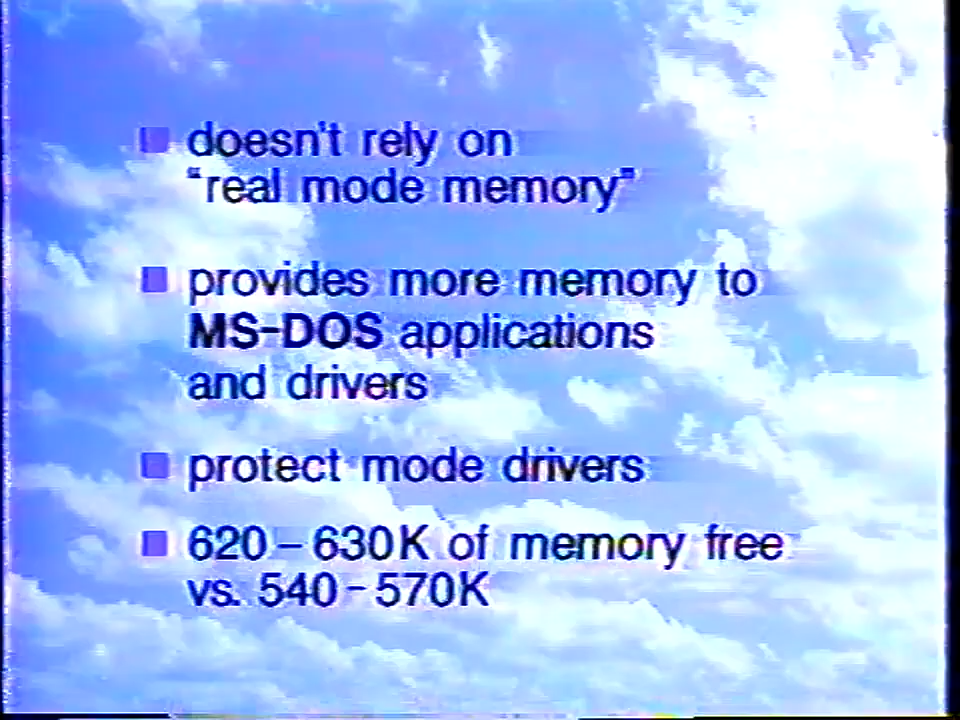 doesn't rely on
"real mode memory"
provides more memory to
MS-DOS applications
and drivers
protect mode drivers
620 – 630K of memory free
vs. 540 – 570K